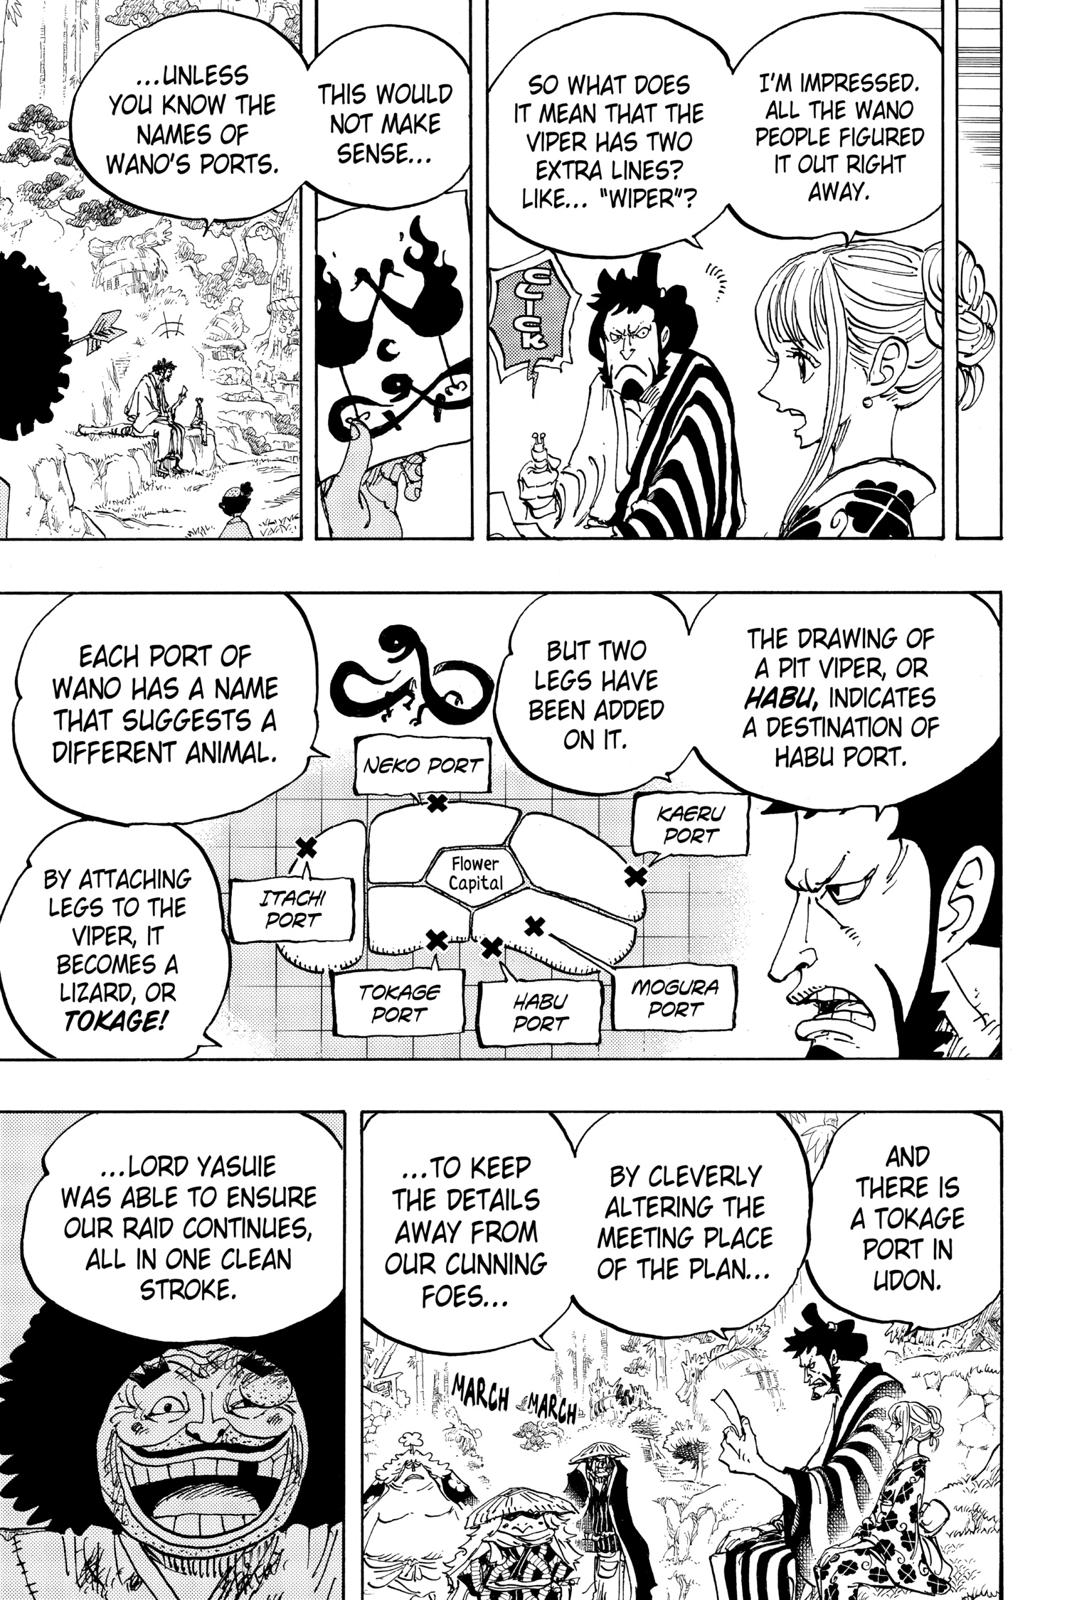 I'M IMPRESSED.
ALL THE WANO
PEOPLE FIGURED
IT OUT RIGHT
AWAY.
SO WHAT DOES
IT MEAN THAT THE
VIPER HAS TWO
EXTRA LINES?
LIKE... "WIPER"?
CLICK
THIS WOULD
NOT MAKE
SENSE...
...UNLESS
YOU KNOW THE
NAMES OF
WANO'S PORTS.
THE DRAWING OF
A PIT VIPER, OR
HABU, INDICATES
A DESTINATION OF
HABU PORT.
BUT TWO
LEGS HAVE
BEEN ADDED
ON IT.
EACH PORT OF
WANO HAS A NAME
THAT SUGGESTS A
DIFFERENT ANIMAL.
BY ATTACHING
LEGS TO THE
VIPER, IT
BECOMES A
LIZARD, OR
TOKAGE!
NEKO PORT
KAERU
PORT
Flower
Capital
ITACHI
PORT
TOKAGE
PORT
HABU
PORT
MOGURA
PORT
AND
THERE IS
A TOKAGE
PORT IN
UDON.
BY CLEVERLY
ALTERING THE
MEETING PLACE
OF THE PLAN...
...TO KEEP
THE DETAILS
AWAY FROM
OUR CUNNING
FOES...
MARCH MARCH
...LORD YASUIE
WAS ABLE TO ENSURE
OUR RAID CONTINUES,
ALL IN ONE CLEAN
STROKE.